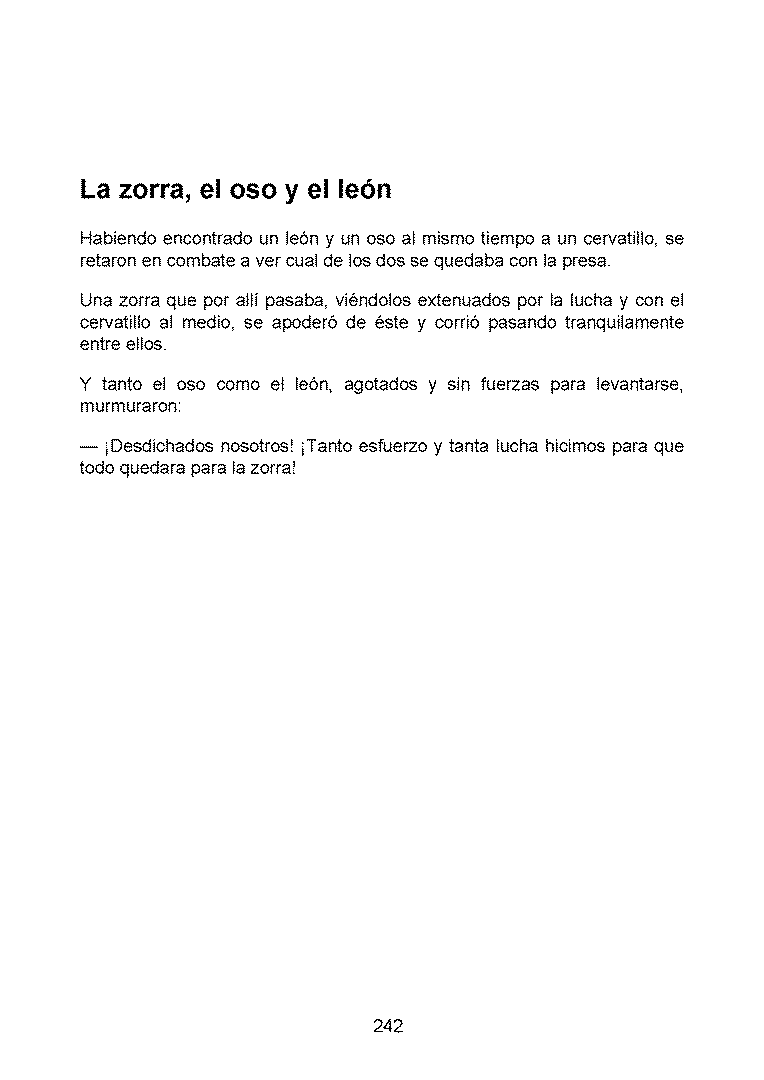 La zorra, el oso y el león
Habiendo encontrado un león y un oso al mismo tiempo a un cervatillo, se
retaron en combate a ver cual de los dos se quedaba con la presa.
Una zorra que por allí pasaba, viéndolos extenuados por la lucha y con el
cervatillo al medio, se apoderó de éste y corrió pasando tranquilamente
entre ellos.
Y tanto el oso como el león, agotados y sin fuerzas para levantarse,
murmuraron:
— ¡Desdichados nosotros! ¡Tanto esfuerzo y tanta lucha hicimos para que
todo quedara para la zorra!
242